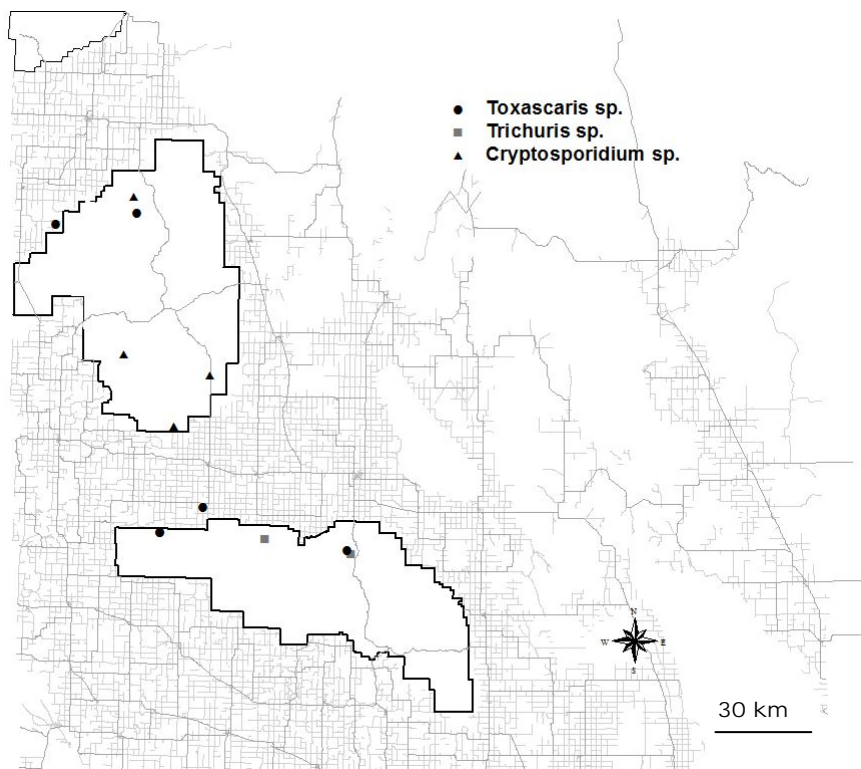 Toxascaris sp.
Trichuris sp.
Cryptosporidium sp.
N
W E
S
30 km